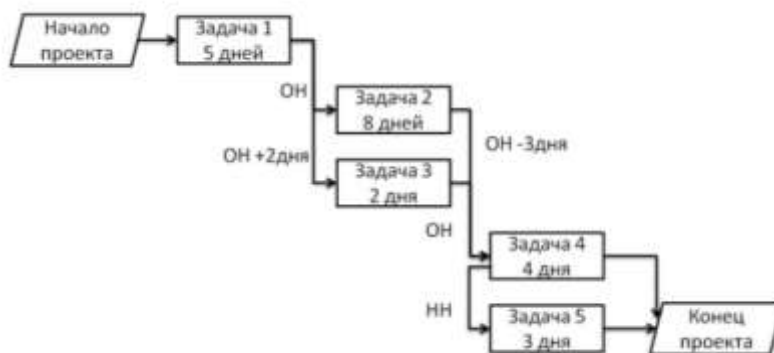 Начало
проекта
Задача 1
5 дней
ОН
Задача 2
8 дней
ОН -3дня
ОН +2дня
Задача 3
2 дня
ОН
Задача 4
4 дня
НН
Задача 5
3 дня
Конец
проекта